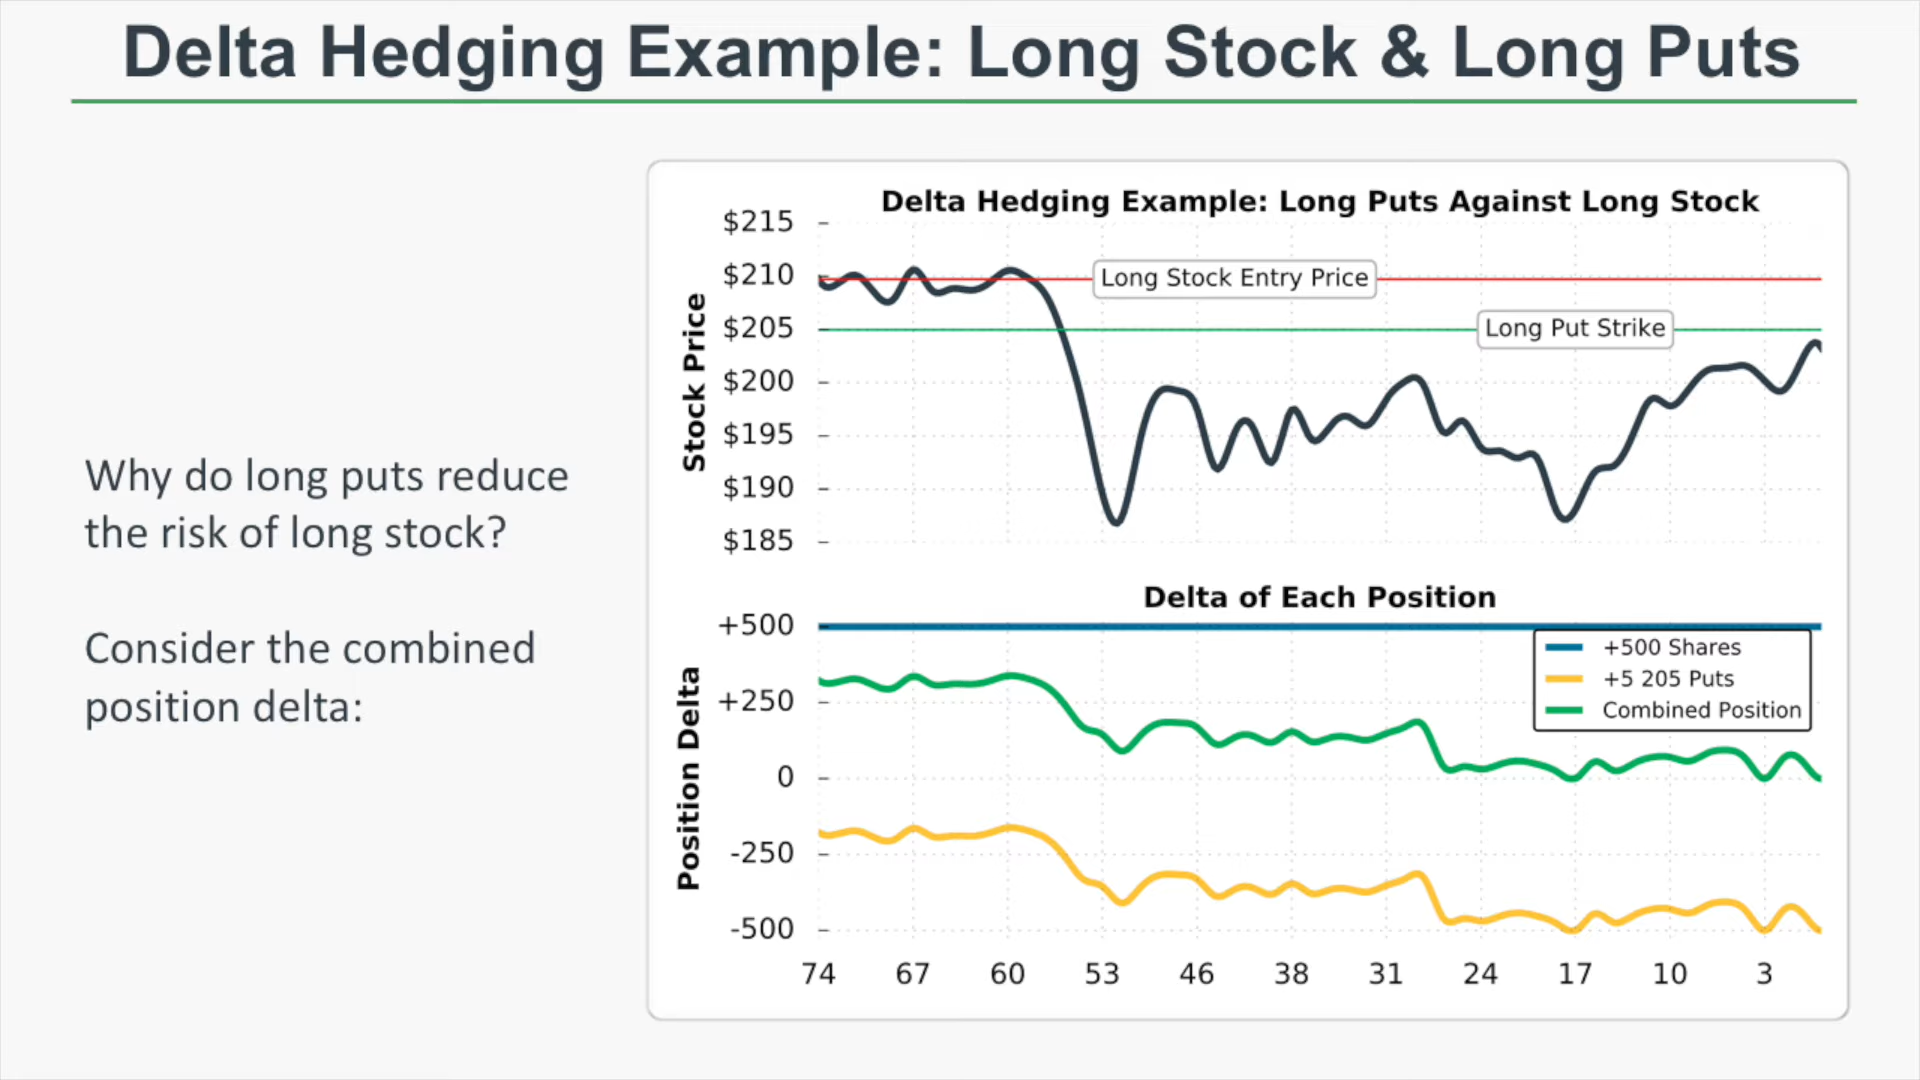 Delta Hedging Example: Long Stock & Long Puts
Why do long puts reduce
the risk of long stock?
Consider the combined
position delta:
Delta Hedging Example: Long Puts Against Long Stock
Stock Price
$215
$210
$205
$200
$195
$190
$185
Long Stock Entry Price
Long Put Strike
Delta of Each Position
Position Delta
+500
+250
0
-250
-500
+500 Shares
+5 205 Puts
Combined Position
74 67 60 53 46 38 31 24 17 10 3